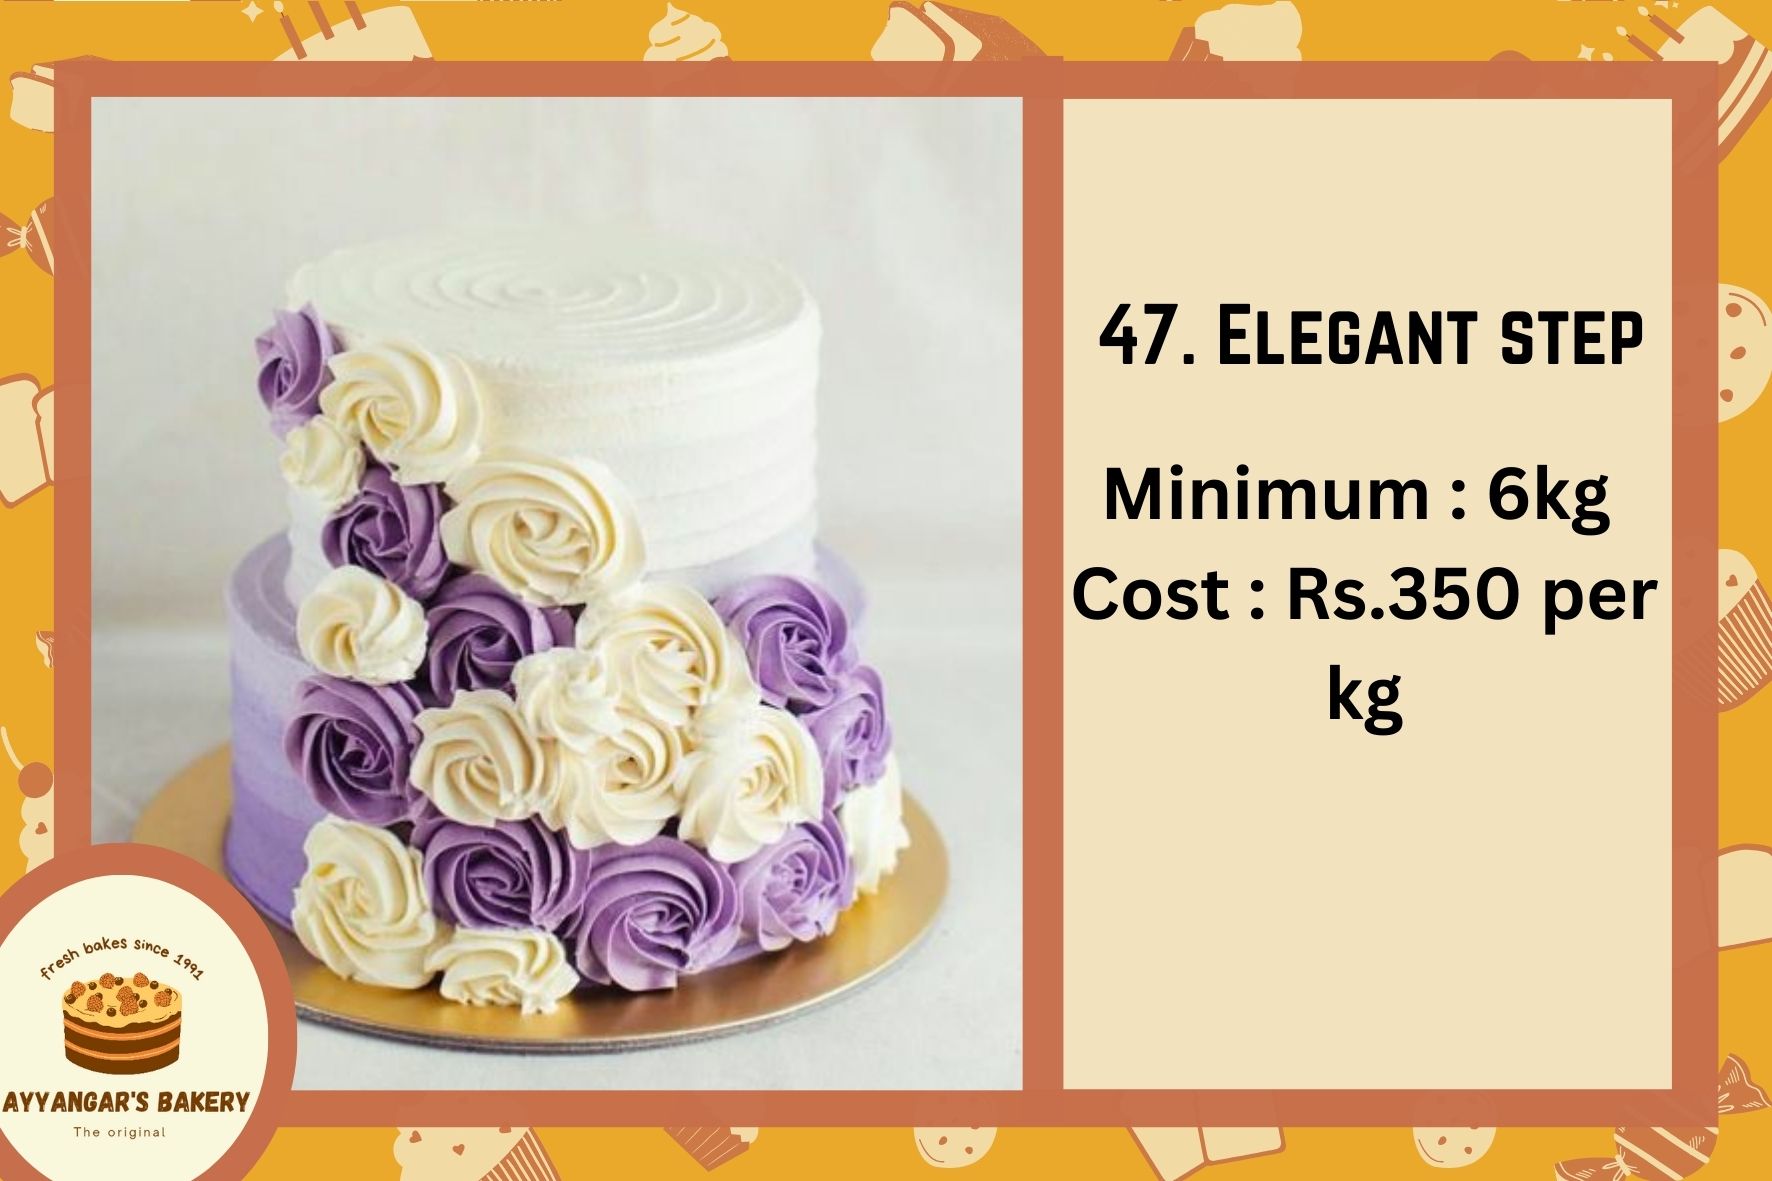 47. ELEGANT STEP
Minimum : 6kg
Cost : Rs.350 per
kg
fresh bakes since 1991
AYYANGAR'S BAKERY
The original